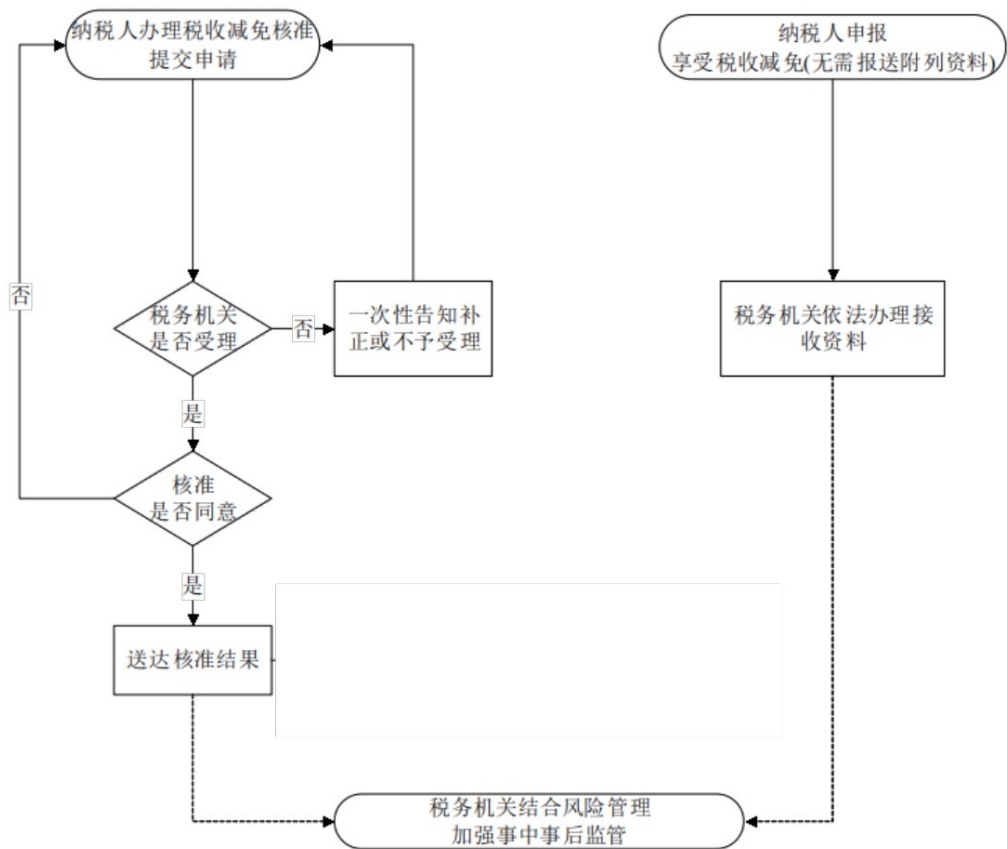 纳税人办理税收减免核准
提交申请
纳税人申报
享受税收减免(无需报送附列资料)
否
税务机关
是否受理
否
一次性告知补
正或不予受理
税务机关依法办理接
收资料
是
核准
是否同意
是
送达核准结果
税务机关结合风险管理
加强事中事后监管